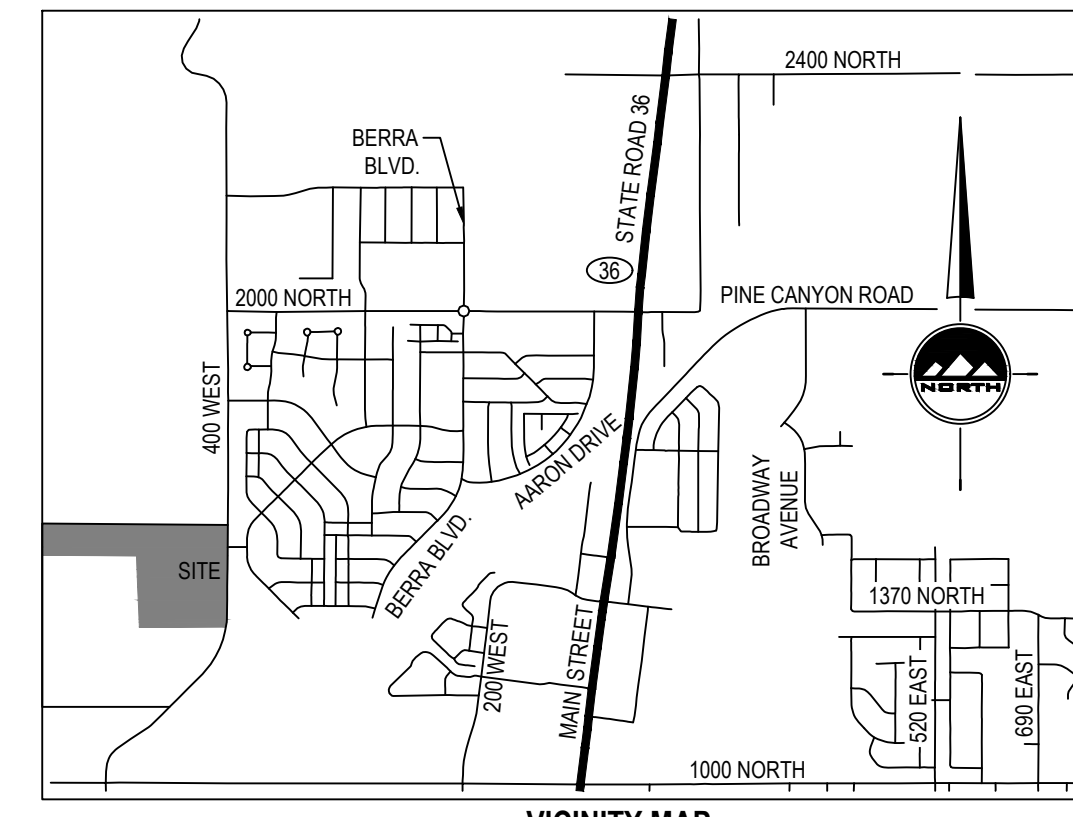 2400 NORTH
BERRA
BLVD.
STATE ROAD 36
36
2000 NORTH
PINE CANYON ROAD
NORTH
400 WEST
AARON DRIVE
BROADWAY
AVENUE
SITE
BERRA BLVD.
1370 NORTH
200 WEST
MAIN STREET
520 EAST
690 EAST
1000 NORTH
VICINITY MAP